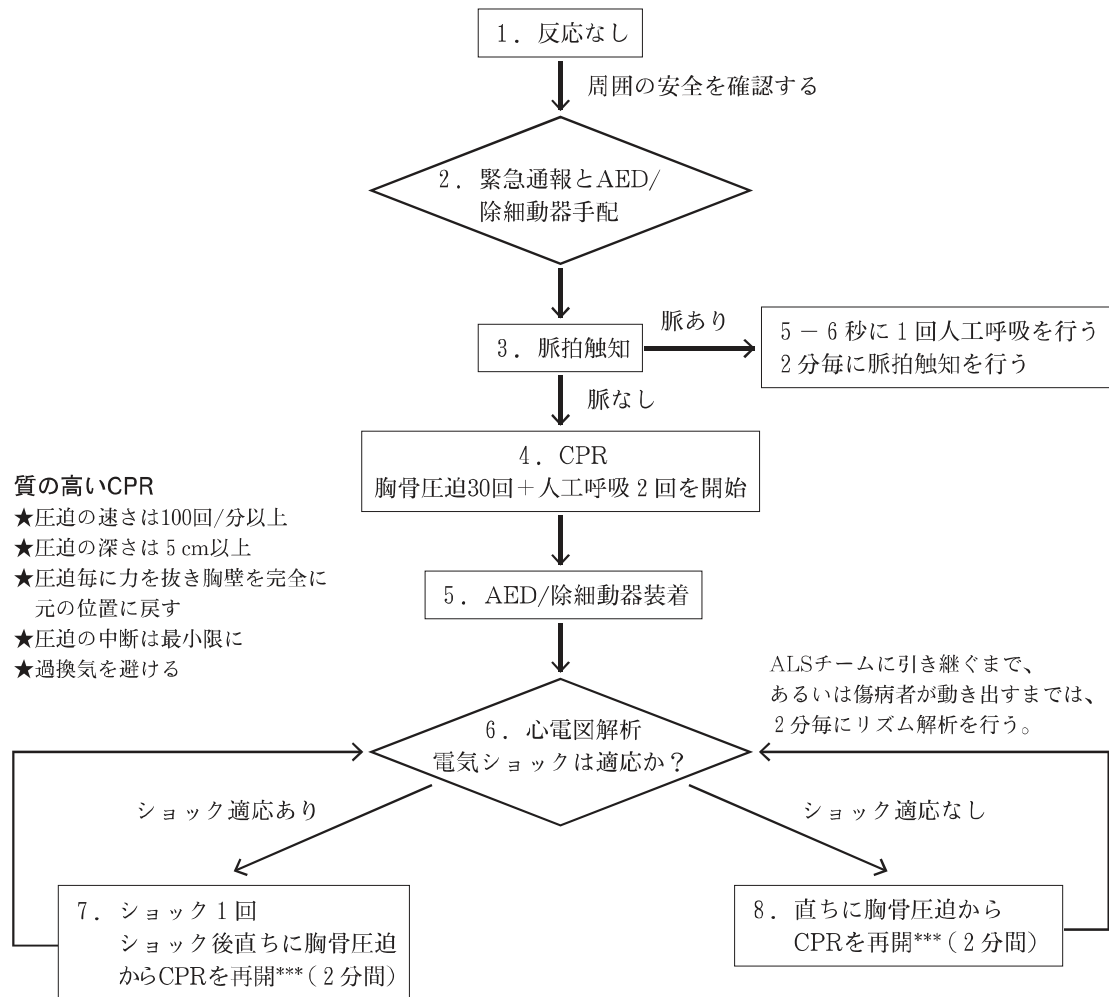 1．反応なし
周囲の安全を確認する
2．緊急通報とAED/
除細動器手配
3．脈拍触知
脈あり
5－6秒に1回人工呼吸を行う
2分毎に脈拍触知を行う
脈なし
4．CPR
胸骨圧迫30回＋人工呼吸2回を開始
質の高いCPR
★圧迫の速さは100回/分以上
★圧迫の深さは5cm以上
★圧迫毎に力を抜き胸壁を完全に
元の位置に戻す
★圧迫の中断は最小限に
★過換気を避ける
5．AED/除細動器装着
ALSチームに引き継ぐまで、
あるいは傷病者が動き出すまでは、
2分毎にリズム解析を行う。
6．心電図解析
電気ショックは適応か？
ショック適応あり
ショック適応なし
7．ショック1回
ショック後直ちに胸骨圧迫
からCPRを再開***（2分間）
8．直ちに胸骨圧迫から
CPRを再開***（2分間）